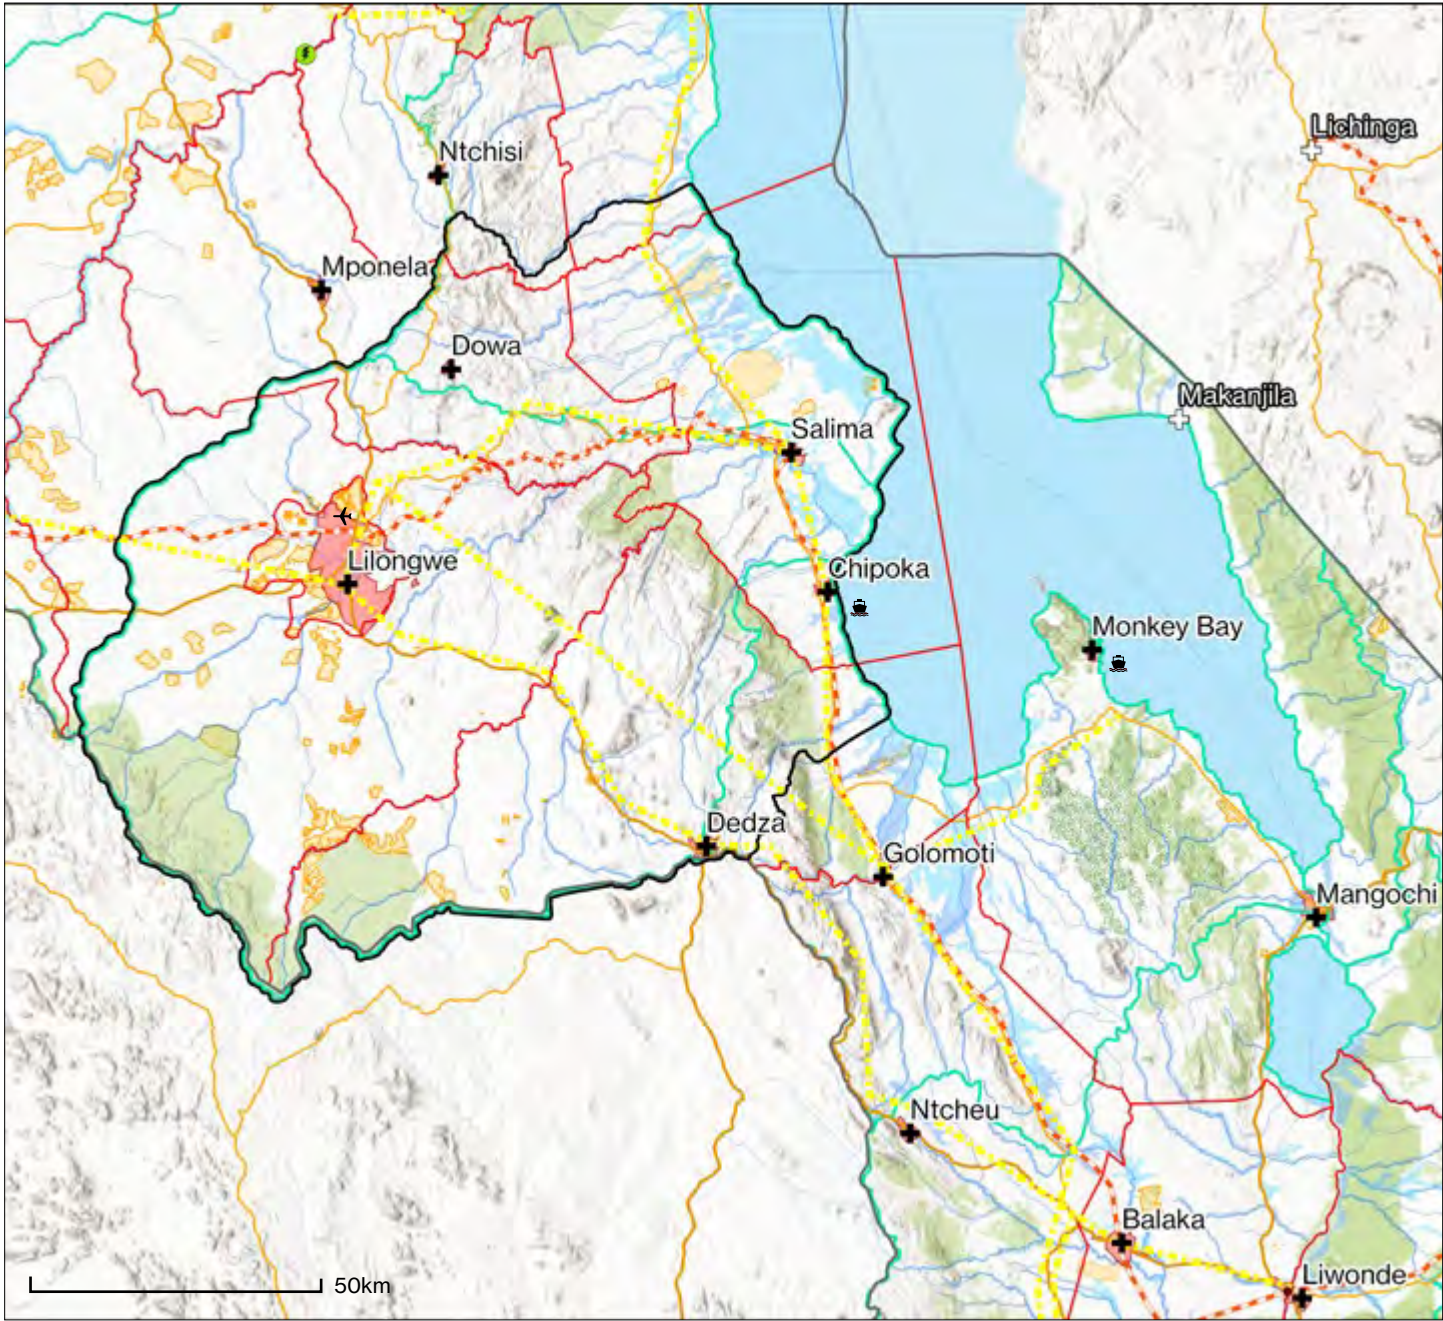 Lichinga
Ntchisi
Mponela
Dowa
Makanjila
Salima
Lilongwe
Chipoka
Monkey Bay
Dedza
Golomoti
Mangochi
Ntcheu
Balaka
Liwonde
50km